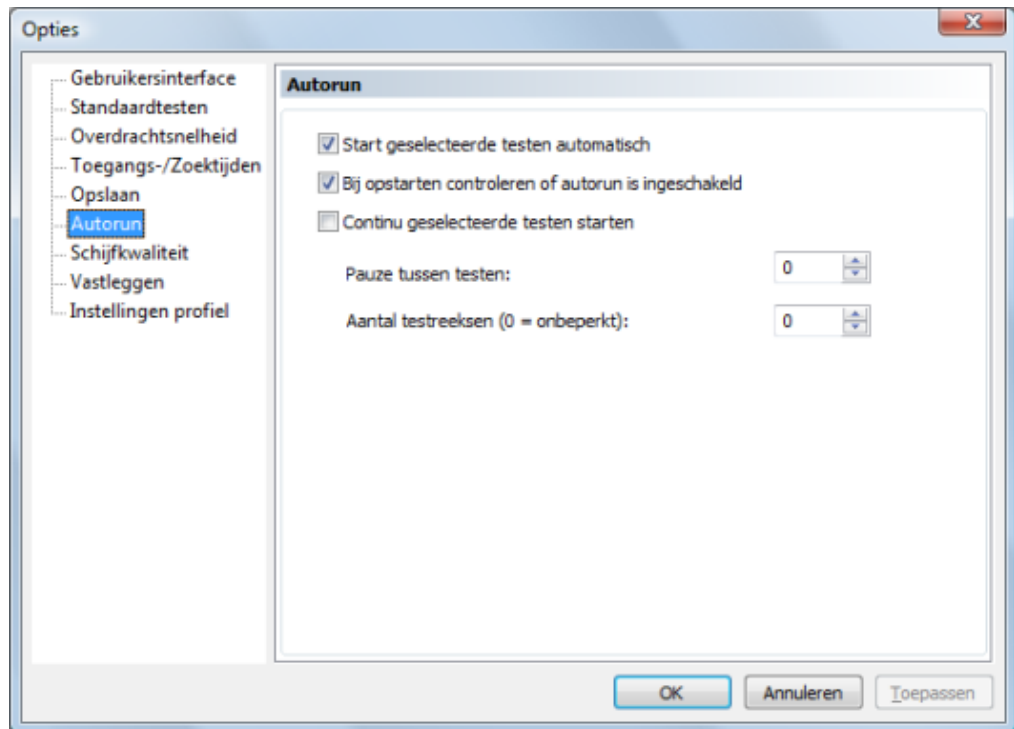 Opties
Gebruikersinterface
Standaardtesten
Overdrachtsnelheid
Toegangs-/Zoektijden
Opslaan
Autorun
Schijfkwaliteit
Vastleggen
Instellingen profiel
Autorun
Start geselecteerde testen automatisch
Bij opstarten controleren of autorun is ingeschakeld
Continu geselecteerde testen starten
Pauze tussen testen: 0
Aantal testreeksen (0 = onbeperkt): 0
OK Annuleren Toepassen